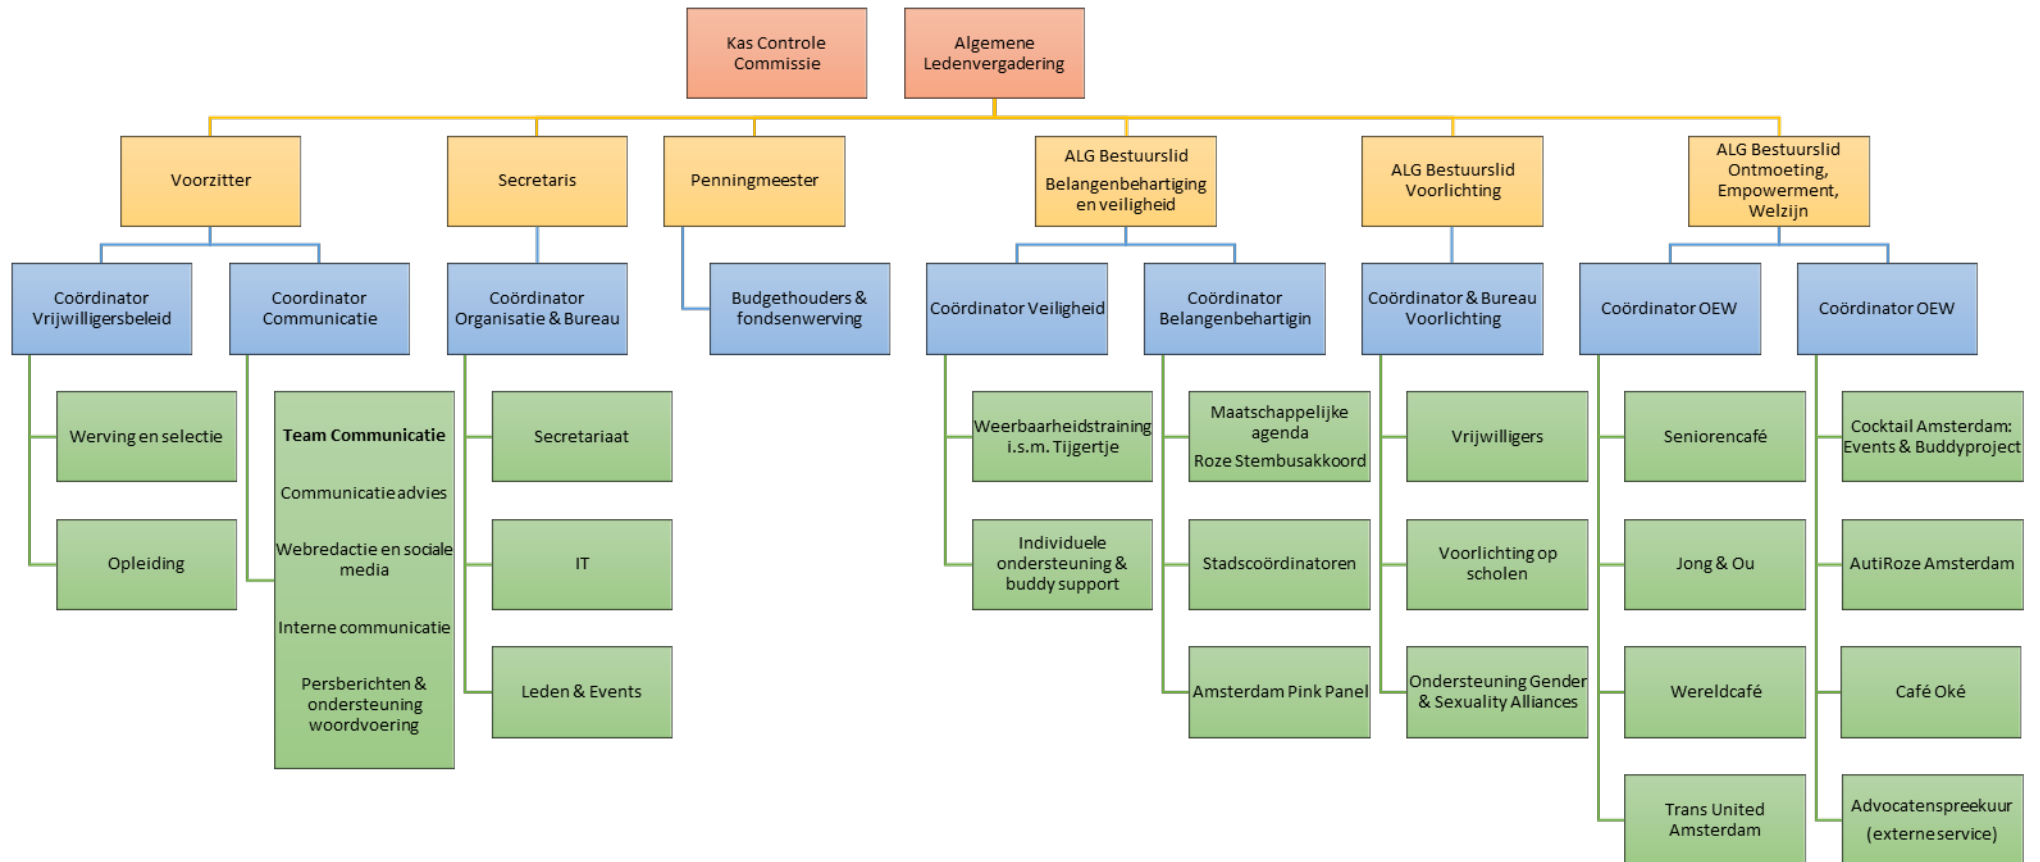 Kas Controle
Commissie
Algemene
Ledenvergadering
Voorzitter
Secretaris
Penningmeester
ALG Bestuurslid
Belangenbehartiging
en veiligheid
ALG Bestuurslid
Voorlichting
ALG Bestuurslid
Ontmoeting,
Empowerment,
Welzijn
Coördinator
Vrijwilligersbeleid
Coordinator
Communicatie
Coördinator
Organisatie & Bureau
Budgethouders &
fondsenwerving
Coördinator Veiligheid
Coördinator
Belangenbehartigin
Coördinator & Bureau
Voorlichting
Coördinator OEW
Coördinator OEW
Werving en selectie
Opleiding
Team Communicatie
Communicatie advies
Webredactie en sociale
media
Interne communicatie
Persberichten &
ondersteuning
woordvoering
Secretariaat
IT
Leden & Events
Weerbaarheidstraining
i.s.m. Tijgertje
Individuele
ondersteuning &
buddy support
Maatschappelijke
agenda
Roze Stembusakkoord
Stadscoördinatoren
Amsterdam Pink Panel
Vrijwilligers
Voorlichting op
scholen
Ondersteuning Gender
& Sexuality Alliances
Seniorencafé
Jong & Ou
Wereldcafé
Trans United
Amsterdam
Cocktail Amsterdam:
Events & Buddyproject
AutiRoze Amsterdam
Café Oké
Advocatenspreekuur
(externe service)